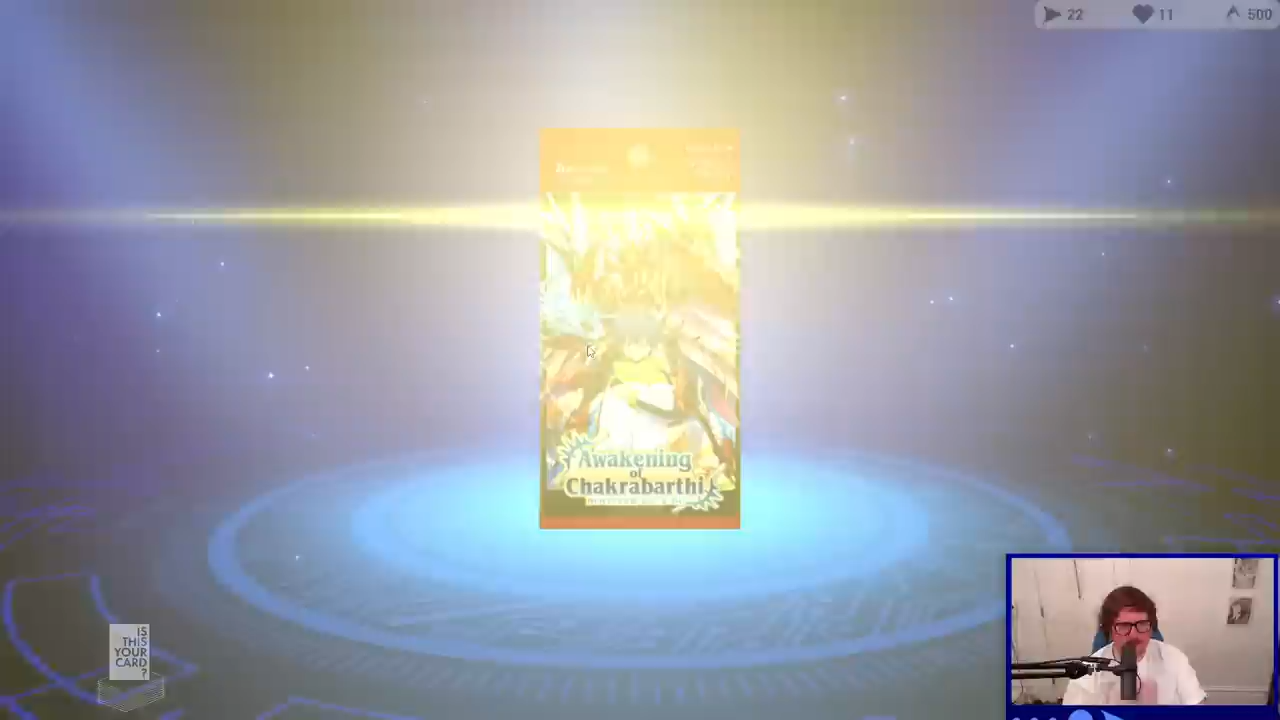 22
11
500
Awakening
of
Chakrabarthi
IS
THIS
YOUR
CARD
?